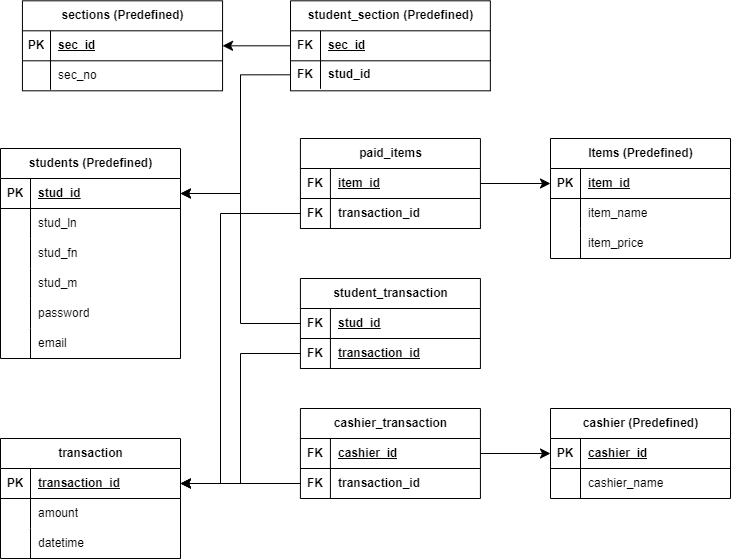 sections (Predefined)
PK sec_id
sec_no
student_section (Predefined)
FK sec_id
FK stud_id
students (Predefined)
PK stud_id
stud_ln
stud_fn
stud_m
password
email
paid_items
FK item_id
FK transaction_id
Items (Predefined)
PK item_id
item_name
item_price
student_transaction
FK stud_id
FK transaction_id
transaction
PK transaction_id
amount
datetime
cashier_transaction
FK cashier_id
FK transaction_id
cashier (Predefined)
PK cashier_id
cashier_name